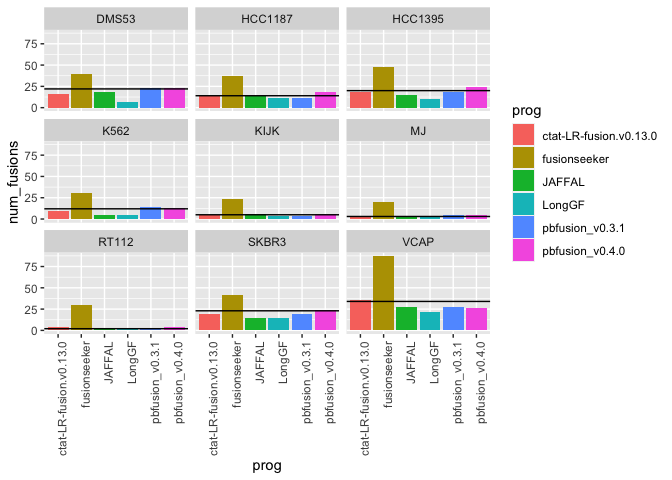 DMS53 HCC1187 HCC1395
75
50
25
0
K562 KIJK MJ
75
50
25
0
RT112 SKBR3 VCAP
75
50
25
0
num_fusions
ctat-LR-fusion.v0.13.0 fusionseeker JAFFAL LongGF pbfusion_v0.3.1 pbfusion_v0.4.0 ctat-LR-fusion.v0.13.0 fusionseeker JAFFAL LongGF pbfusion_v0.3.1 pbfusion_v0.4.0 ctat-LR-fusion.v0.13.0 fusionseeker JAFFAL LongGF pbfusion_v0.3.1 pbfusion_v0.4.0
prog
prog
ctat-LR-fusion.v0.13.0
fusionseeker
JAFFAL
LongGF
pbfusion_v0.3.1
pbfusion_v0.4.0